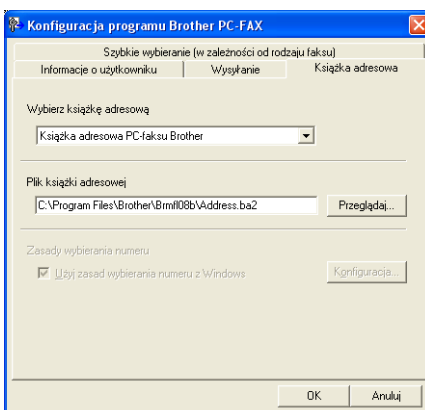 Konfiguracja programu Brother PC-FAX
Szybkie wybieranie (w zależności od rodzaju faksu)
Informacje o użytkowniku
Wysyłanie
Książka adresowa
Wybierz książkę adresową
Książka adresowa PC-faksu Brother
Plik książki adresowej
C:\Program Files\Brother\Brmfl08b\Address.ba2
Przeglądaj...
Zasady wybierania numeru
Użyj zasad wybierania numeru z Windows
Konfiguracja...
OK
Anuluj